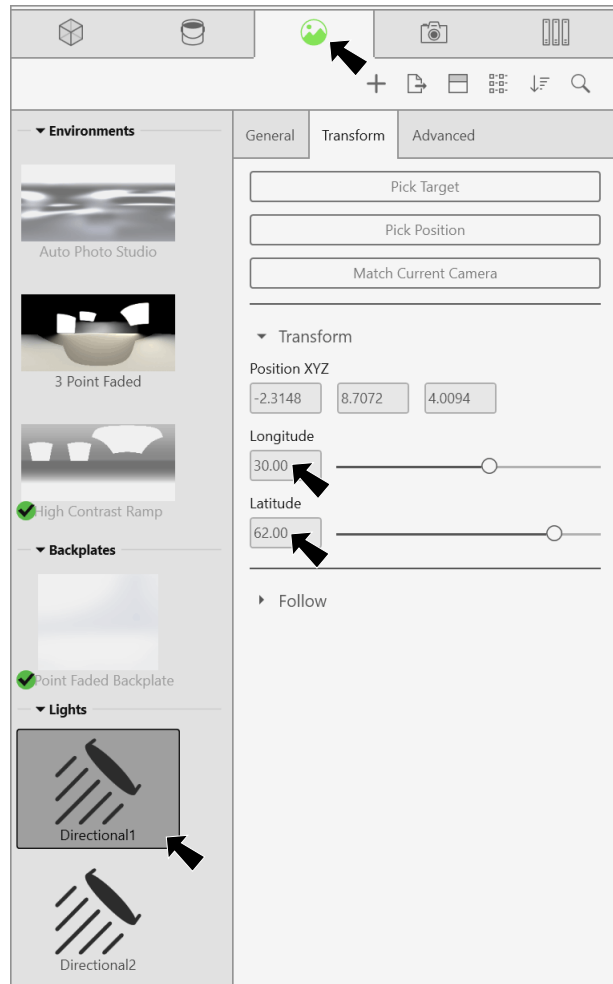 Environments
Auto Photo Studio
3 Point Faded
High Contrast Ramp
Backplates
Point Faded Backplate
Lights
Directional1
Directional2
General Transform Advanced
Pick Target
Pick Position
Match Current Camera
Transform
Position XYZ
-2.3148 8.7072 4.0094
Longitude
30.00
Latitude
62.00
Follow